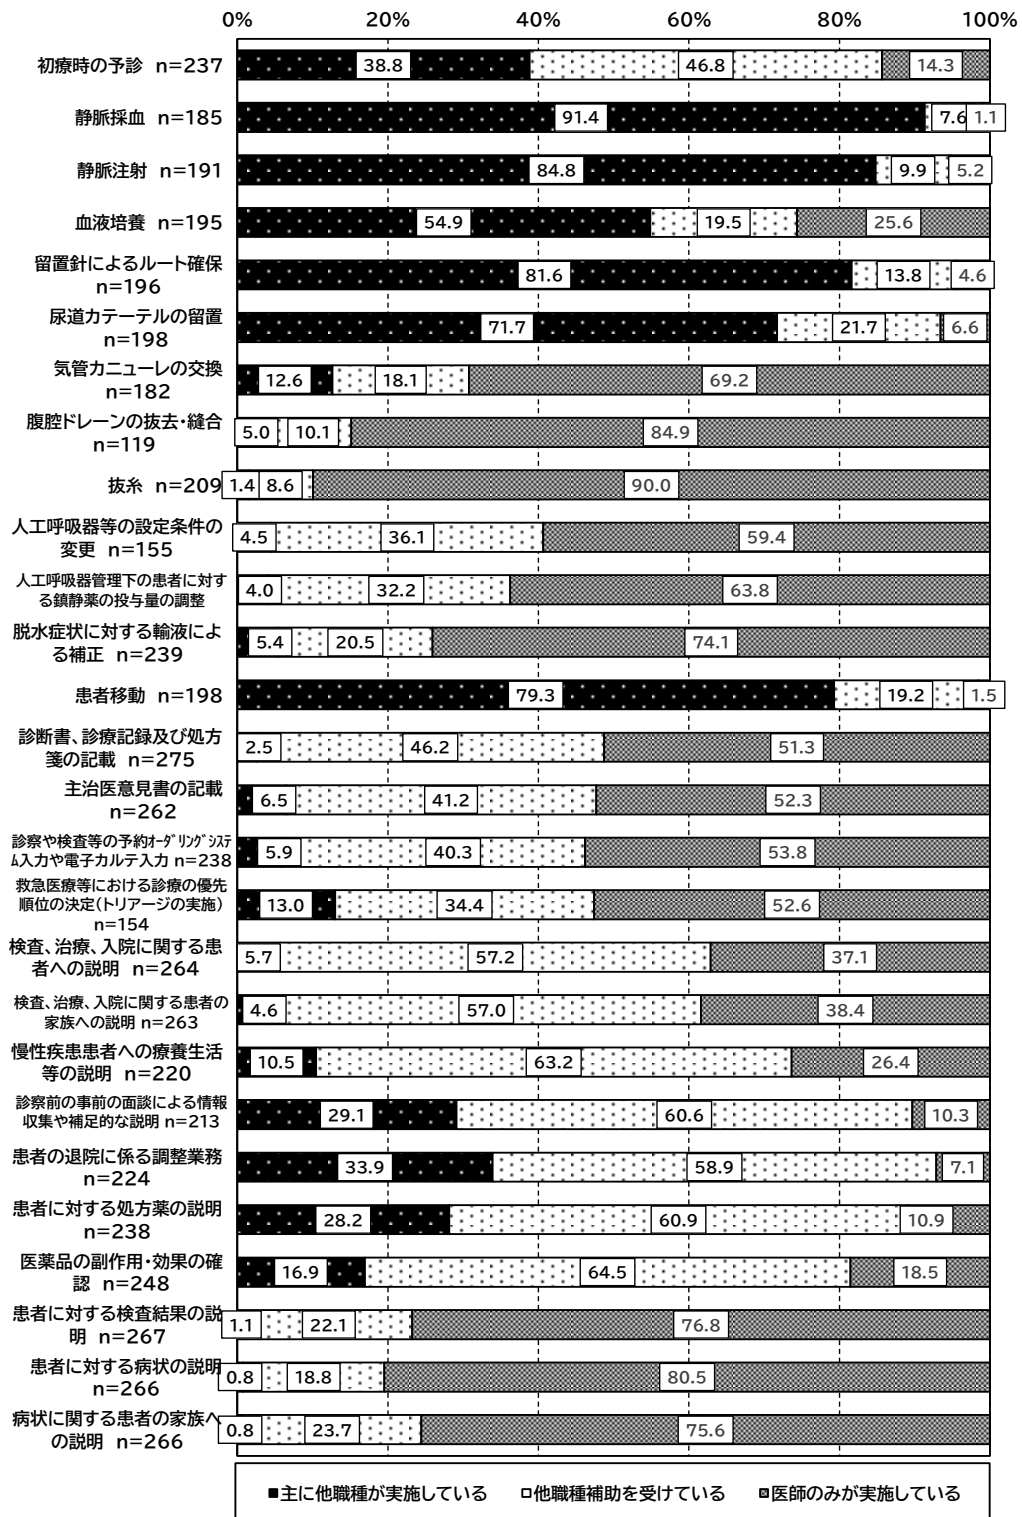 0% 20% 40% 60% 80% 100%
初療時の予診 n=237 38.8 46.8 14.3
静脈採血 n=185 91.4 7.6 1.1
静脈注射 n=191 84.8 9.9 5.2
血液培養 n=195 54.9 19.5 25.6
留置針によるルート確保
n=196 81.6 13.8 4.6
尿道カテーテルの留置
n=198 71.7 21.7 6.6
気管カニューレの交換
n=182 12.6 18.1 69.2
腹腔ドレーンの抜去・縫合
n=119 5.0 10.1 84.9
抜糸 n=209 1.4 8.6 90.0
人工呼吸器等の設定条件の
変更 n=155 4.5 36.1 59.4
人工呼吸器管理下の患者に対す
る鎮静薬の投与量の調整 4.0 32.2 63.8
脱水症状に対する輸液によ
る補正 n=239 5.4 20.5 74.1
患者移動 n=198 79.3 19.2 1.5
診断書、診療記録及び処方
箋の記載 n=275 2.5 46.2 51.3
主治医意見書の記載
n=262 6.5 41.2 52.3
診察や検査等の予約ｵｰﾀﾞﾘﾝｸﾞｼｽﾃ
ﾑ入力や電子カルテ入力 n=238 5.9 40.3 53.8
救急医療等における診療の優先
順位の決定(トリアージの実施)
n=154 13.0 34.4 52.6
検査、治療、入院に関する患
者への説明 n=264 5.7 57.2 37.1
検査、治療、入院に関する患者の
家族への説明 n=263 4.6 57.0 38.4
慢性疾患患者への療養生活
等の説明 n=220 10.5 63.2 26.4
診察前の事前の面談による情報
収集や補足的な説明 n=213 29.1 60.6 10.3
患者の退院に係る調整業務
n=224 33.9 58.9 7.1
患者に対する処方薬の説明
n=238 28.2 60.9 10.9
医薬品の副作用・効果の確
認 n=248 16.9 64.5 18.5
患者に対する検査結果の説
明 n=267 1.1 22.1 76.8
患者に対する病状の説明
n=266 0.8 18.8 80.5
病状に関する患者の家族へ
の説明 n=266 0.8 23.7 75.6
■主に他職種が実施している □他職種補助を受けている ▩医師のみが実施している